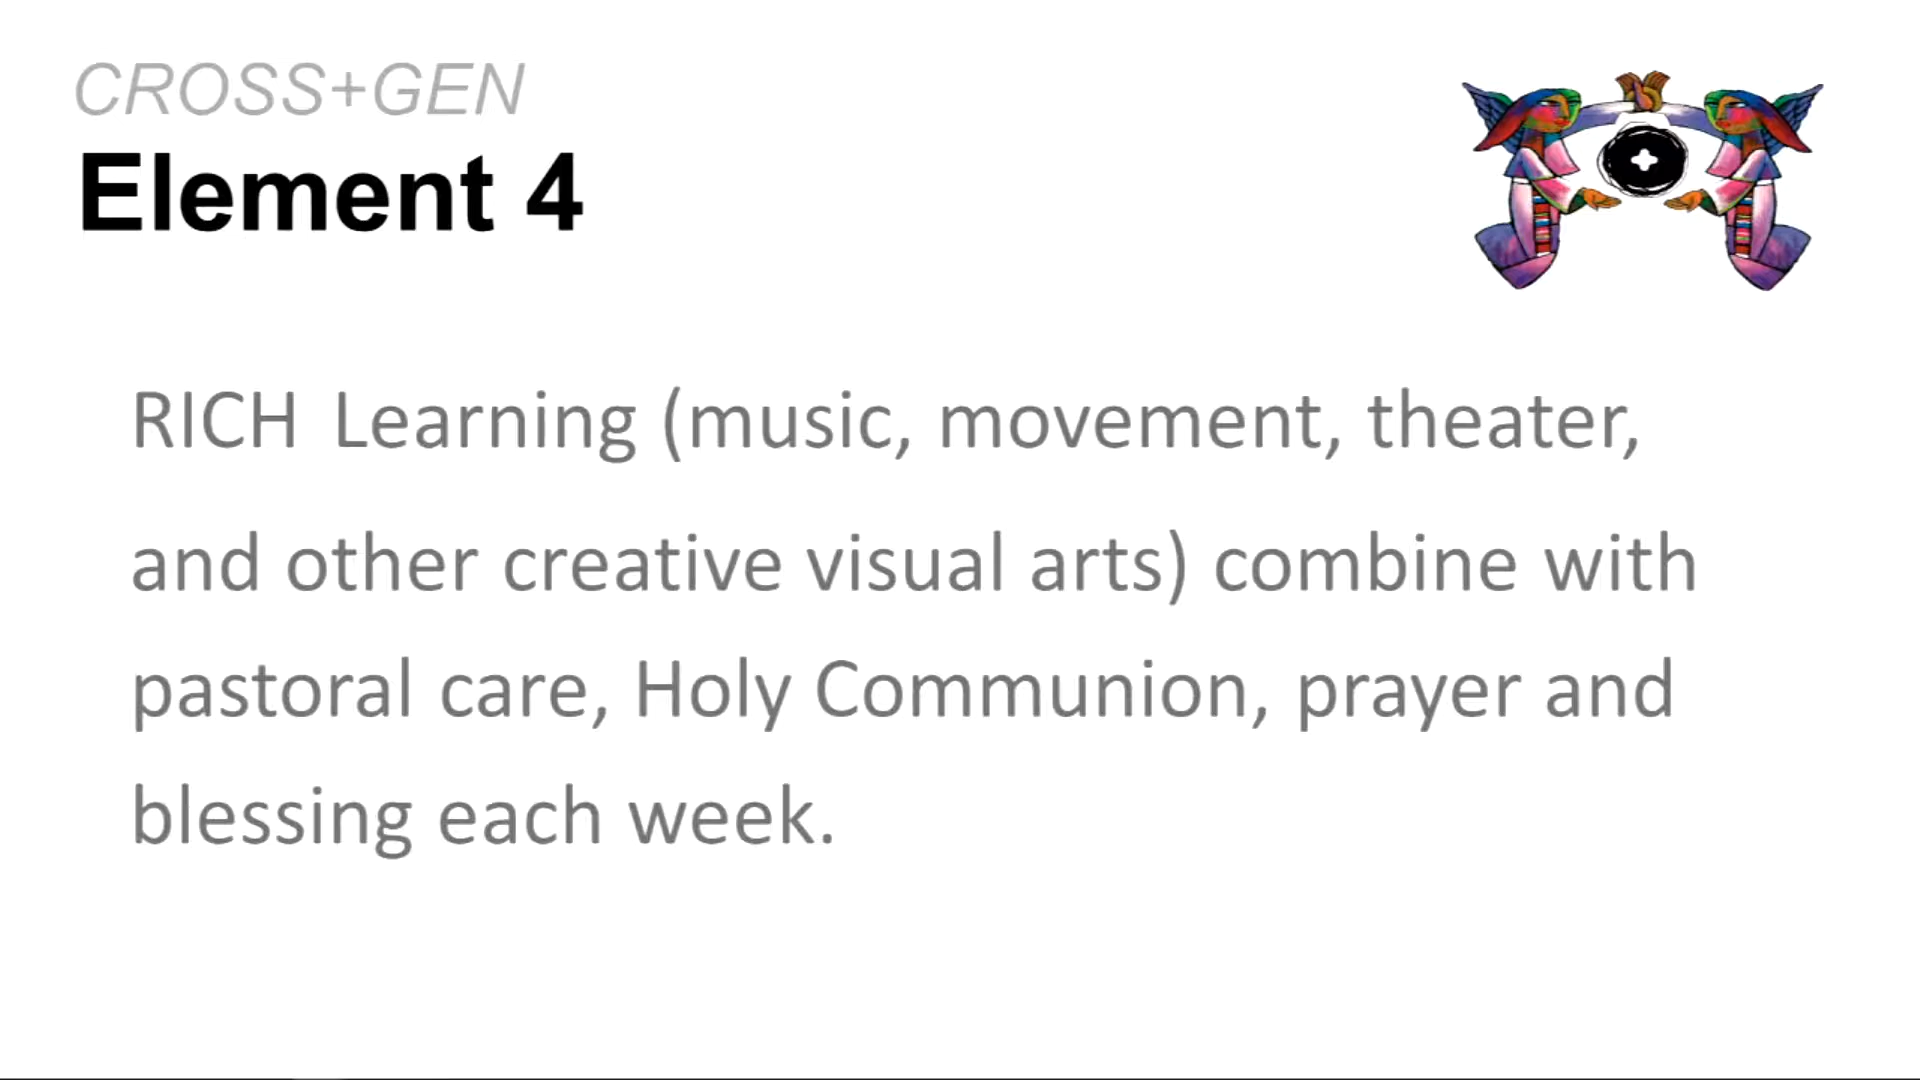 CROSS+GEN
Element 4
RICH Learning (music, movement, theater,
and other creative visual arts) combine with
pastoral care, Holy Communion, prayer and
blessing each week.